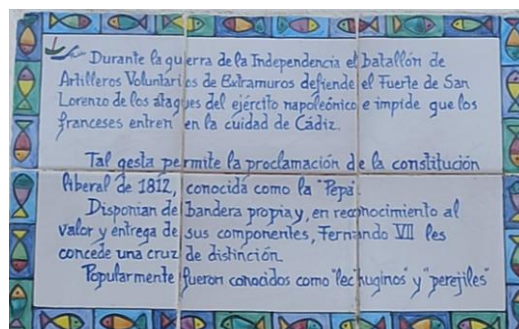 Durante la guerra de la Independencia el batallón de
Artilleros Voluntarios de Extramuros defiende el Fuerte de San
Lorenzo de los ataques del ejército napoleónico e impide que los
franceses entren en la cuidad de Cádiz.
Tal gesta permite la proclamación de la constitución
liberal de 1812, conocida como la "Pepa".
Disponían de bandera propia y, en reconocimiento al
valor y entrega de sus componentes, Fernando VII les
concede una cruz de distinción.
Popularmente fueron conocidos como "lechuginos" y "perejiles"